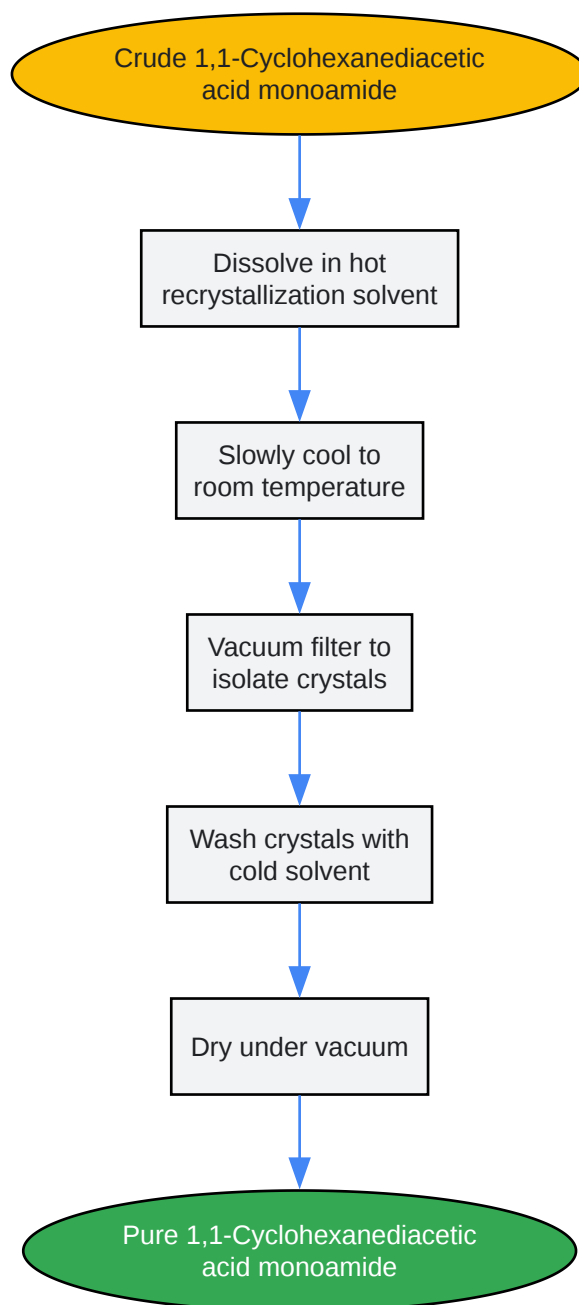 Crude 1,1-Cyclohexanediacetic
acid monoamide
Dissolve in hot
recrystallization solvent
Slowly cool to
room temperature
Vacuum filter to
isolate crystals
Wash crystals with
cold solvent
Dry under vacuum
Pure 1,1-Cyclohexanediacetic
acid monoamide